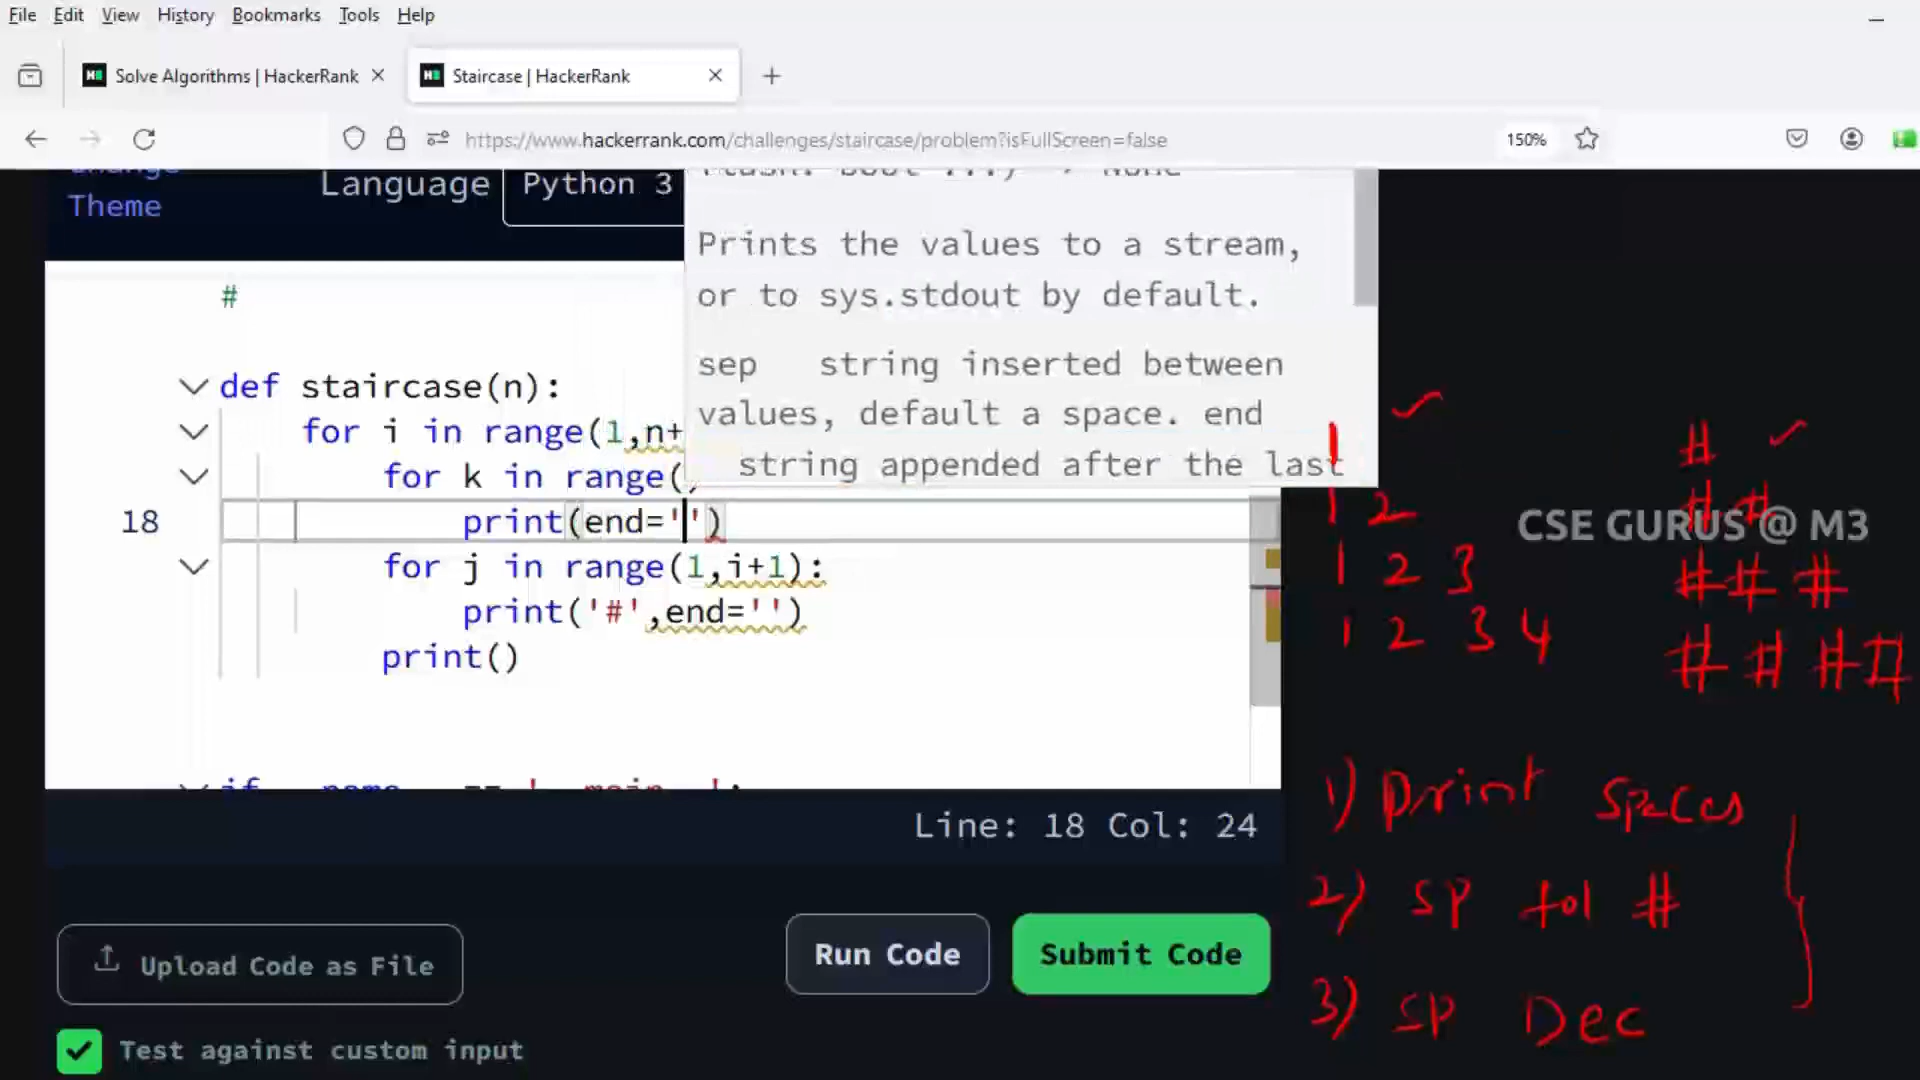 File Edit View History Bookmarks Tools Help
Solve Algorithms | HackerRank
Staircase | HackerRank
https://www.hackerrank.com/challenges/staircase/problem?isFullScreen=false
150%
Change
Theme
Language
Python 3
Prints the values to a stream,
or to sys.stdout by default.
sep string inserted between
values, default a space. end
string appended after the last
#
def staircase(n):
for i in range(1,n+
for k in range(
18
print(end='')
for j in range(1,i+1):
print('#',end='')
print()
if __name__ == '__main__':
Line: 18 Col: 24
Upload Code as File
Run Code
Submit Code
Test against custom input
1
1 2
1 2 3
1 2 3 4
#
# #
# # #
# # # #
CSE GURUS @ M3
1) Print Spaces
2) SP fol #
3) SP Dec